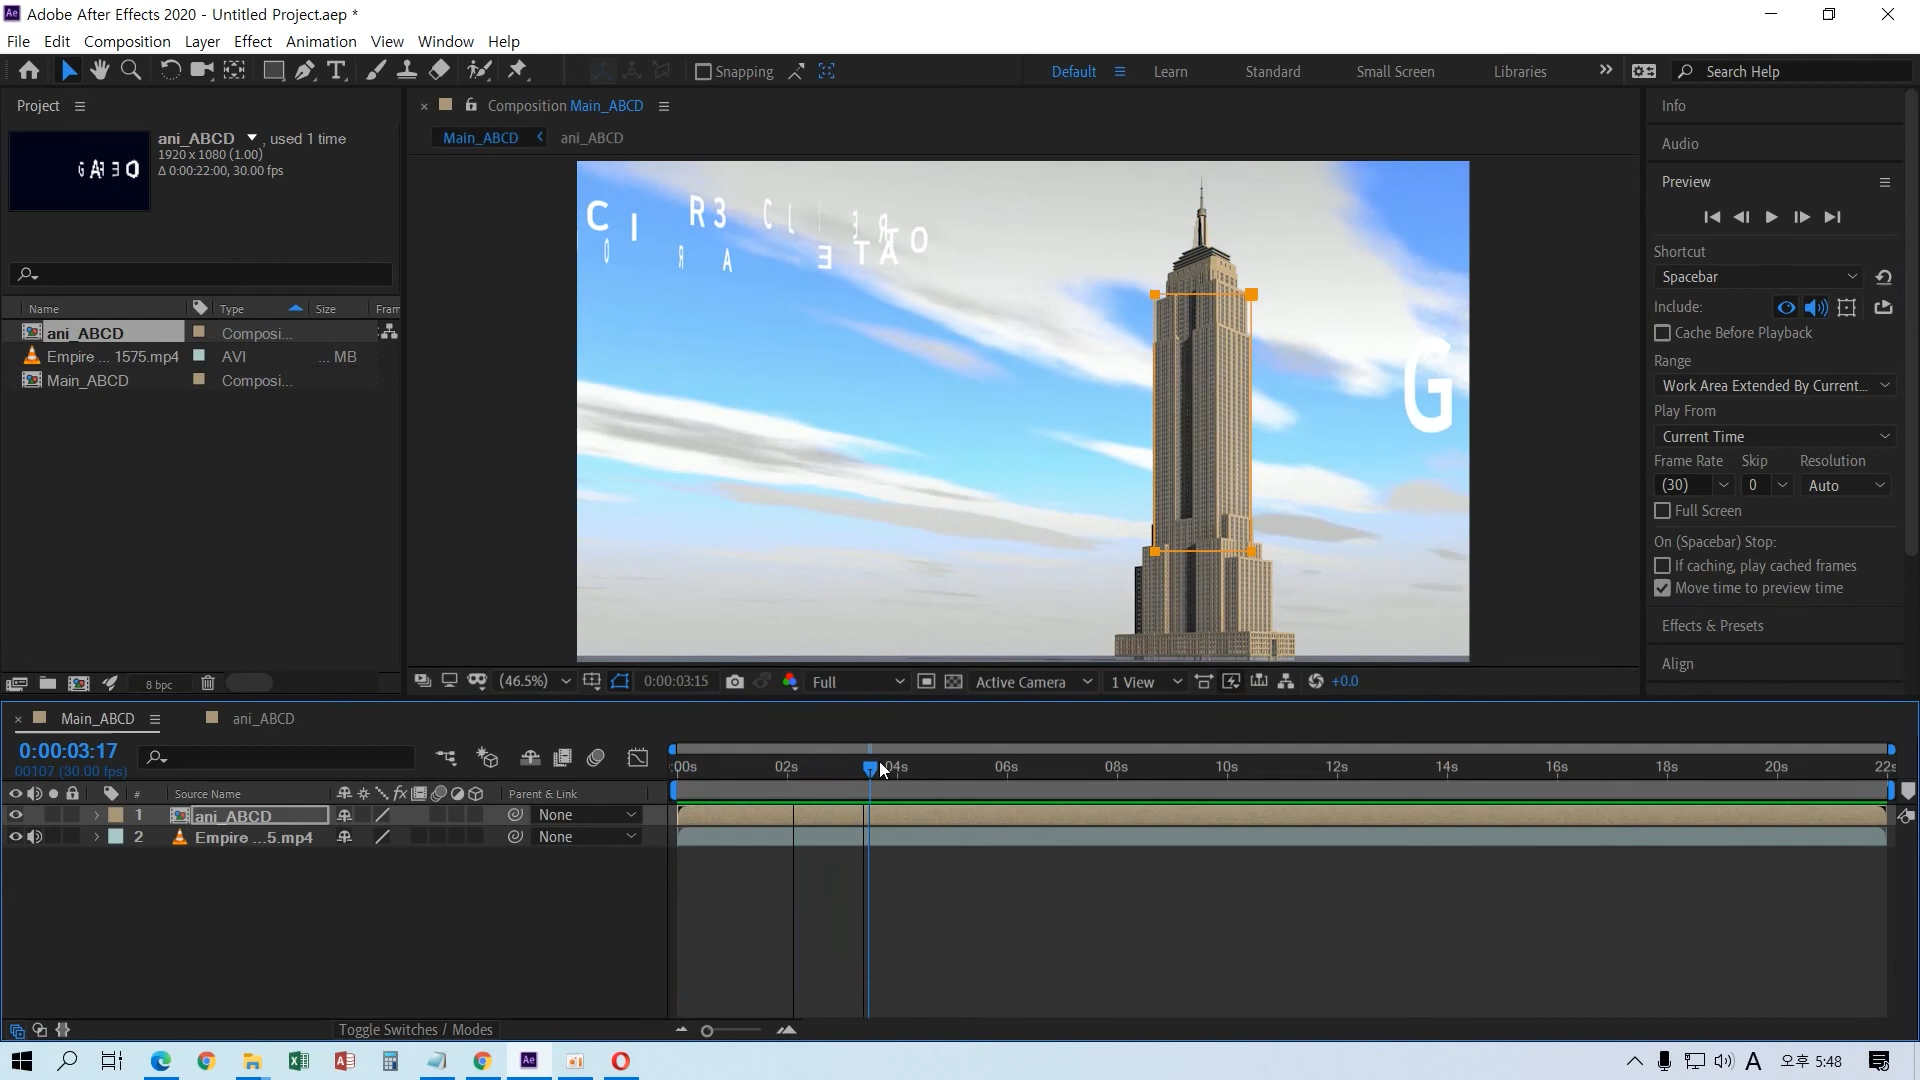 Adobe After Effects 2020 - Untitled Project.aep *
File Edit Composition Layer Effect Animation View Window Help
Snapping
Default Learn Standard Small Screen Libraries Search Help
Project
ani_ABCD , used 1 time
1920 x 1080 (1.00)
Δ 0:00:22:00, 30.00 fps
Name Type Size Fram
ani_ABCD Composi...
Empire ... 1575.mp4 AVI ... MB
Main_ABCD Composi...
8 bpc
Composition Main_ABCD
Main_ABCD ani_ABCD
G
(46.5%) 0:00:03:15 Full Active Camera 1 View +0.0
Info
Audio
Preview
Shortcut
Spacebar
Include:
Cache Before Playback
Range
Work Area Extended By Current...
Play From
Current Time
Frame Rate Skip Resolution
(30) 0 Auto
Full Screen
On (Spacebar) Stop:
If caching, play cached frames
Move time to preview time
Effects & Presets
Align
Main_ABCD ani_ABCD
0:00:03:17
00107 (30.00 fps)
:00s 02s 04s 06s 08s 10s 12s 14s 16s 18s 20s 22s
# Source Name Parent & Link
1 ani_ABCD None
2 Empire ...5.mp4 None
Toggle Switches / Modes
A 오후 5:48